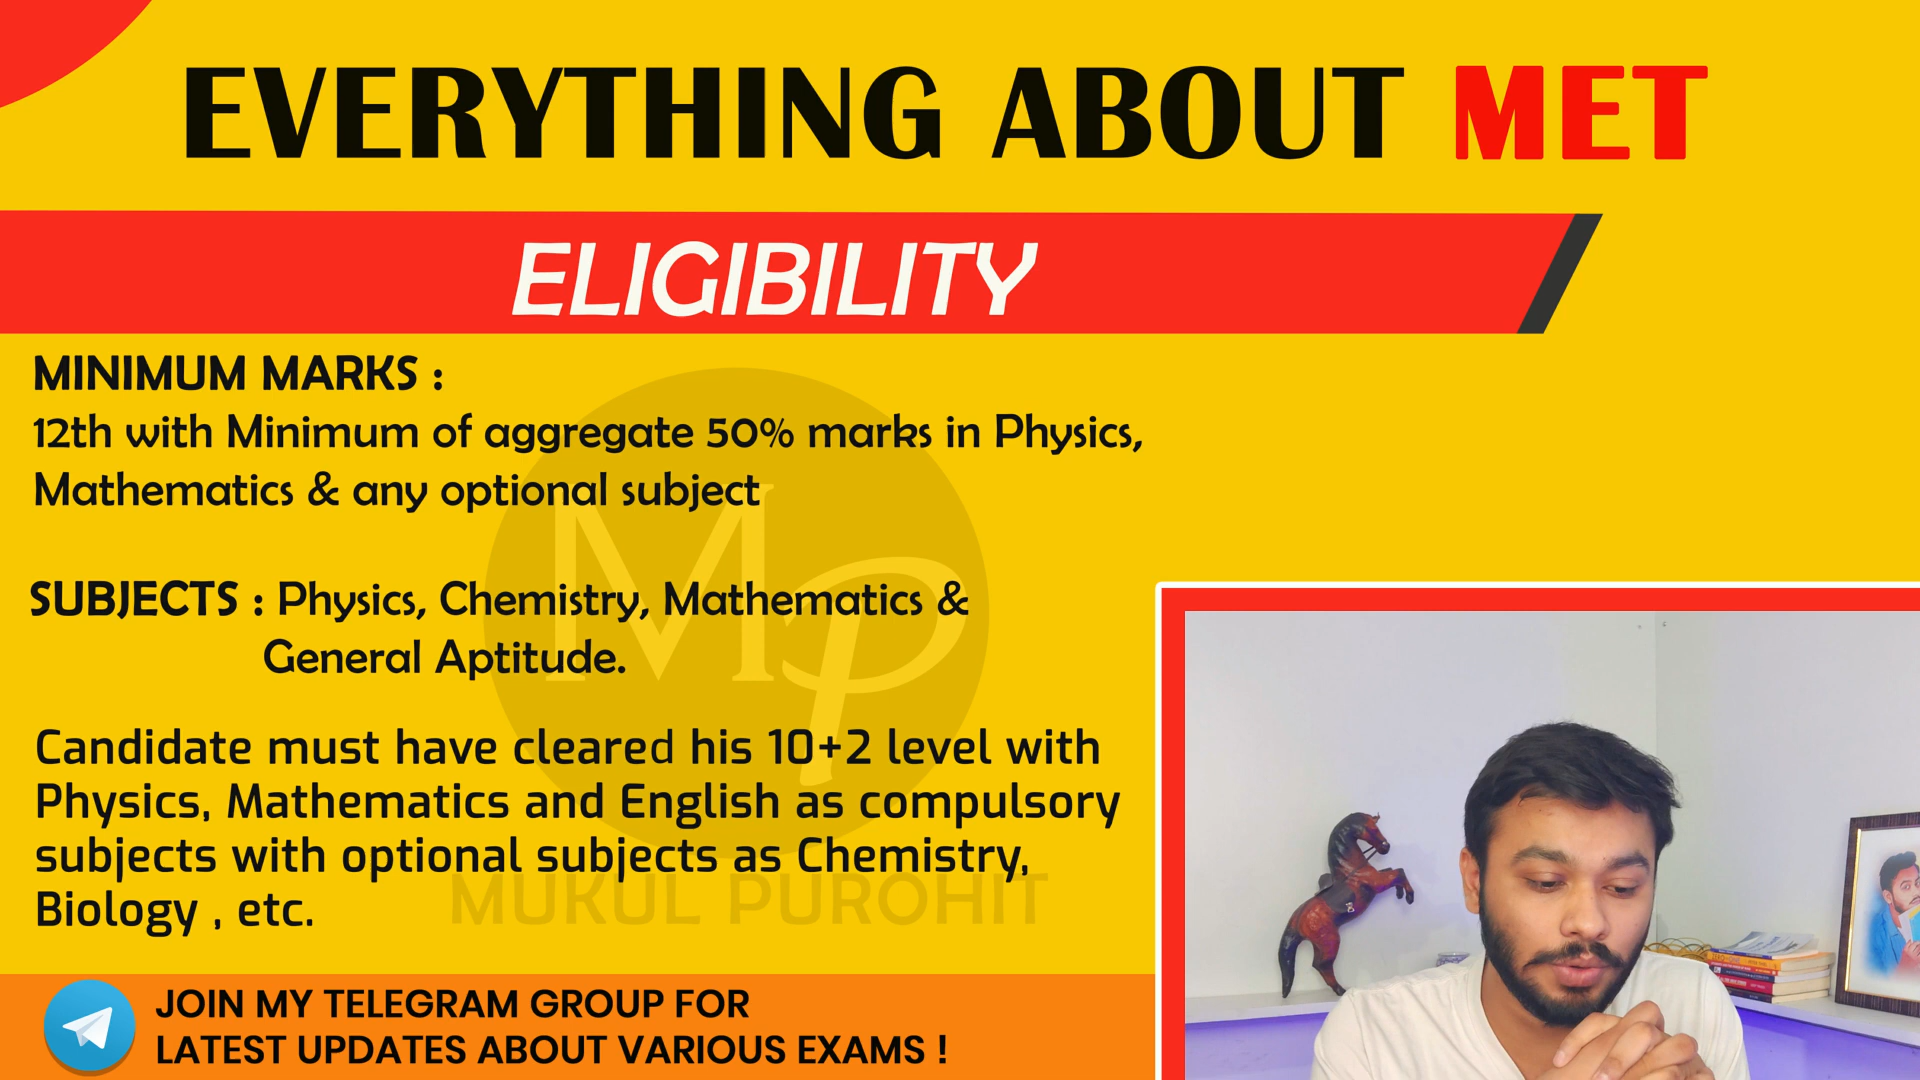 EVERYTHING ABOUT MET
ELIGIBILITY
MINIMUM MARKS :
12th with Minimum of aggregate 50% marks in Physics,
Mathematics & any optional subject
SUBJECTS : Physics, Chemistry, Mathematics &
General Aptitude.
Candidate must have cleared his 10+2 level with
Physics, Mathematics and English as compulsory
subjects with optional subjects as Chemistry,
Biology , etc.
MP
MUKUL PUROHIT
JOIN MY TELEGRAM GROUP FOR
LATEST UPDATES ABOUT VARIOUS EXAMS !